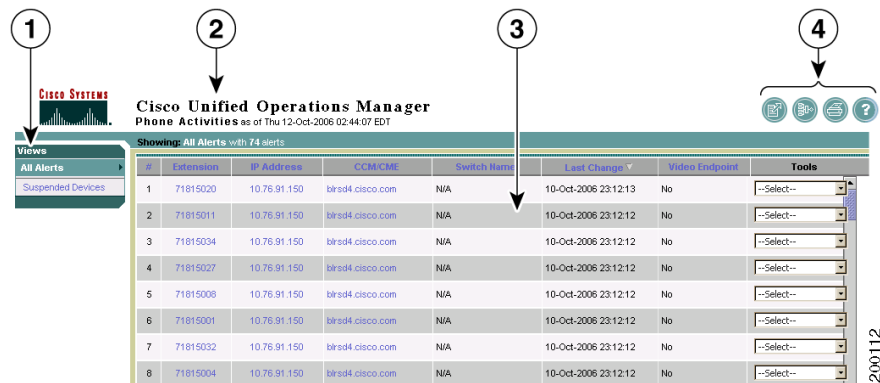 1 2 3 4
CISCO SYSTEMS
Cisco Unified Operations Manager
Phone Activities as of Thu 12-Oct-2006 02:44:07 EDT
?
Views
All Alerts
Suspended Devices
Showing: All Alerts with 74 alerts
# Extension IP Address CCM/CME Switch Name Last Change Video Endpoint Tools
1 71815020 10.76.91.150 blrsd4.cisco.com N/A 10-Oct-2006 23:12:13 No --Select--
2 71815011 10.76.91.150 blrsd4.cisco.com N/A 10-Oct-2006 23:12:12 No --Select--
3 71815034 10.76.91.150 blrsd4.cisco.com N/A 10-Oct-2006 23:12:12 No --Select--
4 71815027 10.76.91.150 blrsd4.cisco.com N/A 10-Oct-2006 23:12:12 No --Select--
5 71815008 10.76.91.150 blrsd4.cisco.com N/A 10-Oct-2006 23:12:12 No --Select--
6 71815001 10.76.91.150 blrsd4.cisco.com N/A 10-Oct-2006 23:12:12 No --Select--
7 71815032 10.76.91.150 blrsd4.cisco.com N/A 10-Oct-2006 23:12:12 No --Select--
8 71815004 10.76.91.150 blrsd4.cisco.com N/A 10-Oct-2006 23:12:12 No --Select--
200112